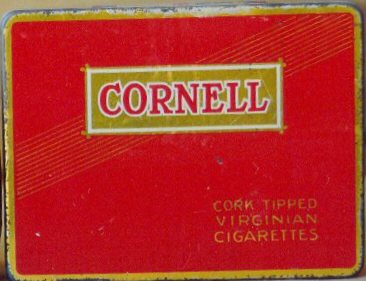 CORNELL
CORK TIPPED
VIRGINIAN
CIGARETTES